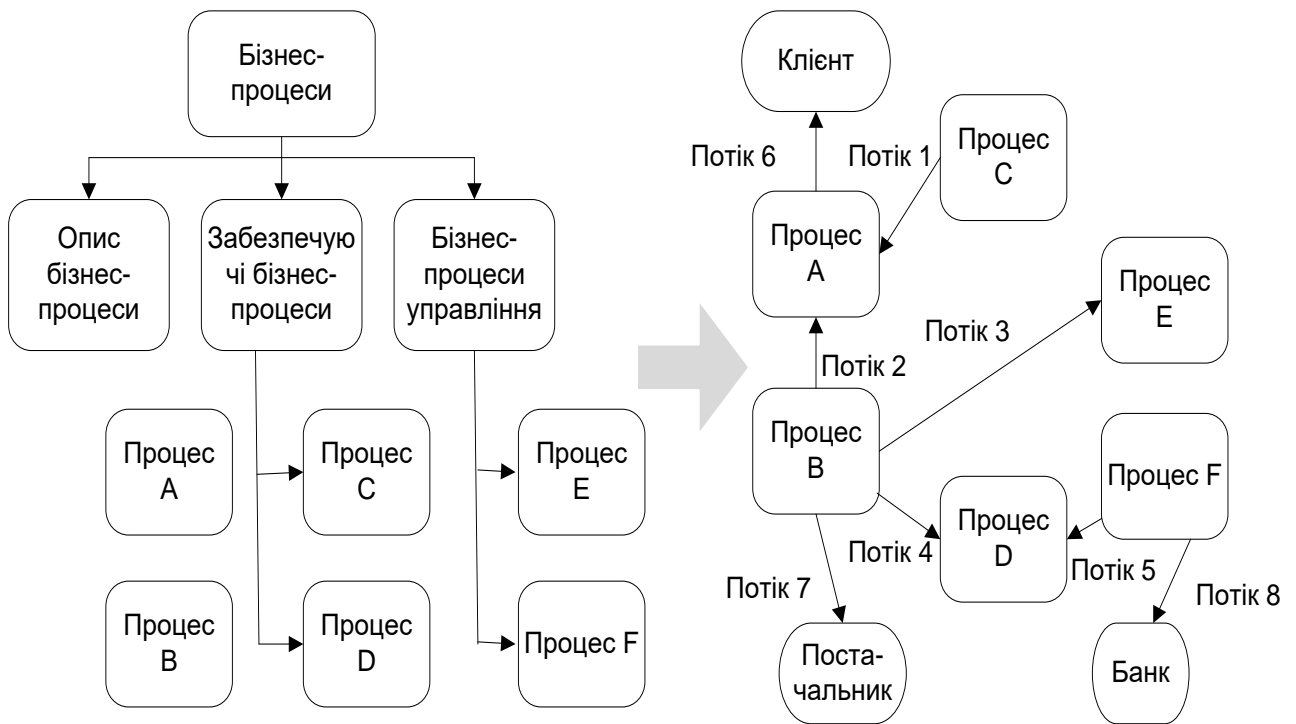 Бізнес-
процеси
Опис
бізнес-
процеси
Забезпечую
чі бізнес-
процеси
Бізнес-
процеси
управління
Процес
A
Процес
C
Процес
E
Процес
B
Процес
D
Процес F
Клієнт
Потік 6
Потік 1
Процес
C
Процес
A
Процес
E
Потік 3
Потік 2
Процес
B
Процес F
Процес
D
Потік 4
Потік 5
Потік 7
Потік 8
Поста-
чальник
Банк